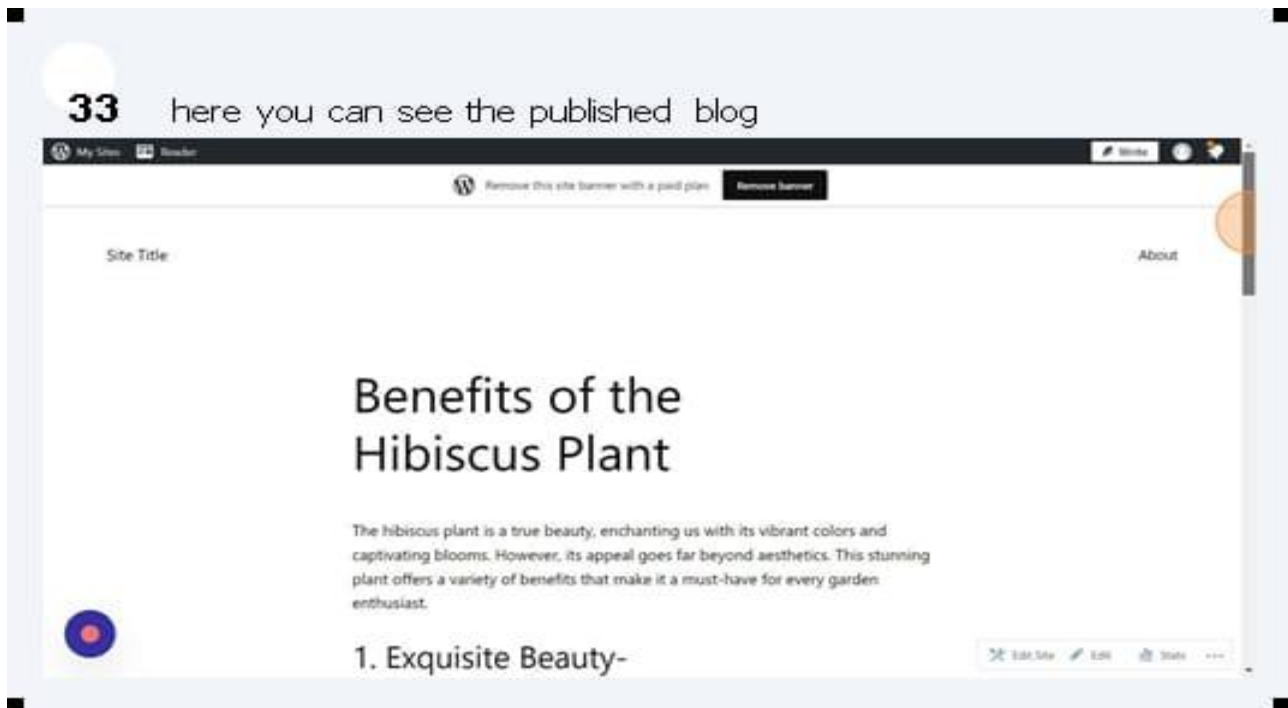 33 here you can see the published blog
My Sites Reader Write
Remove this site banner with a paid plan Remove banner
Site Title About
Benefits of the
Hibiscus Plant
The hibiscus plant is a true beauty, enchanting us with its vibrant colors and
captivating blooms. However, its appeal goes far beyond aesthetics. This stunning
plant offers a variety of benefits that make it a must-have for every garden
enthusiast.
1. Exquisite Beauty-
Edit Site Edit Stats